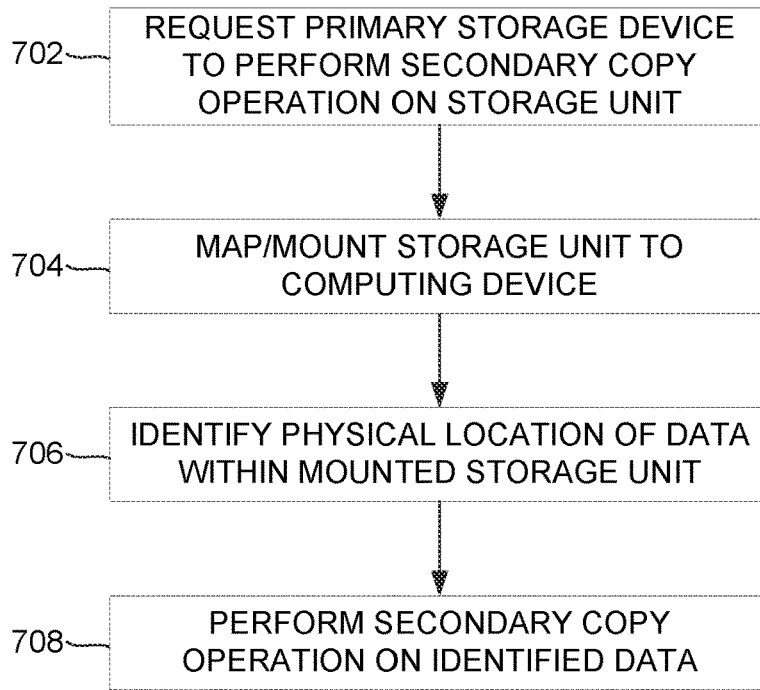 702
REQUEST PRIMARY STORAGE DEVICE
TO PERFORM SECONDARY COPY
OPERATION ON STORAGE UNIT
704
MAP/MOUNT STORAGE UNIT TO
COMPUTING DEVICE
706
IDENTIFY PHYSICAL LOCATION OF DATA
WITHIN MOUNTED STORAGE UNIT
708
PERFORM SECONDARY COPY
OPERATION ON IDENTIFIED DATA